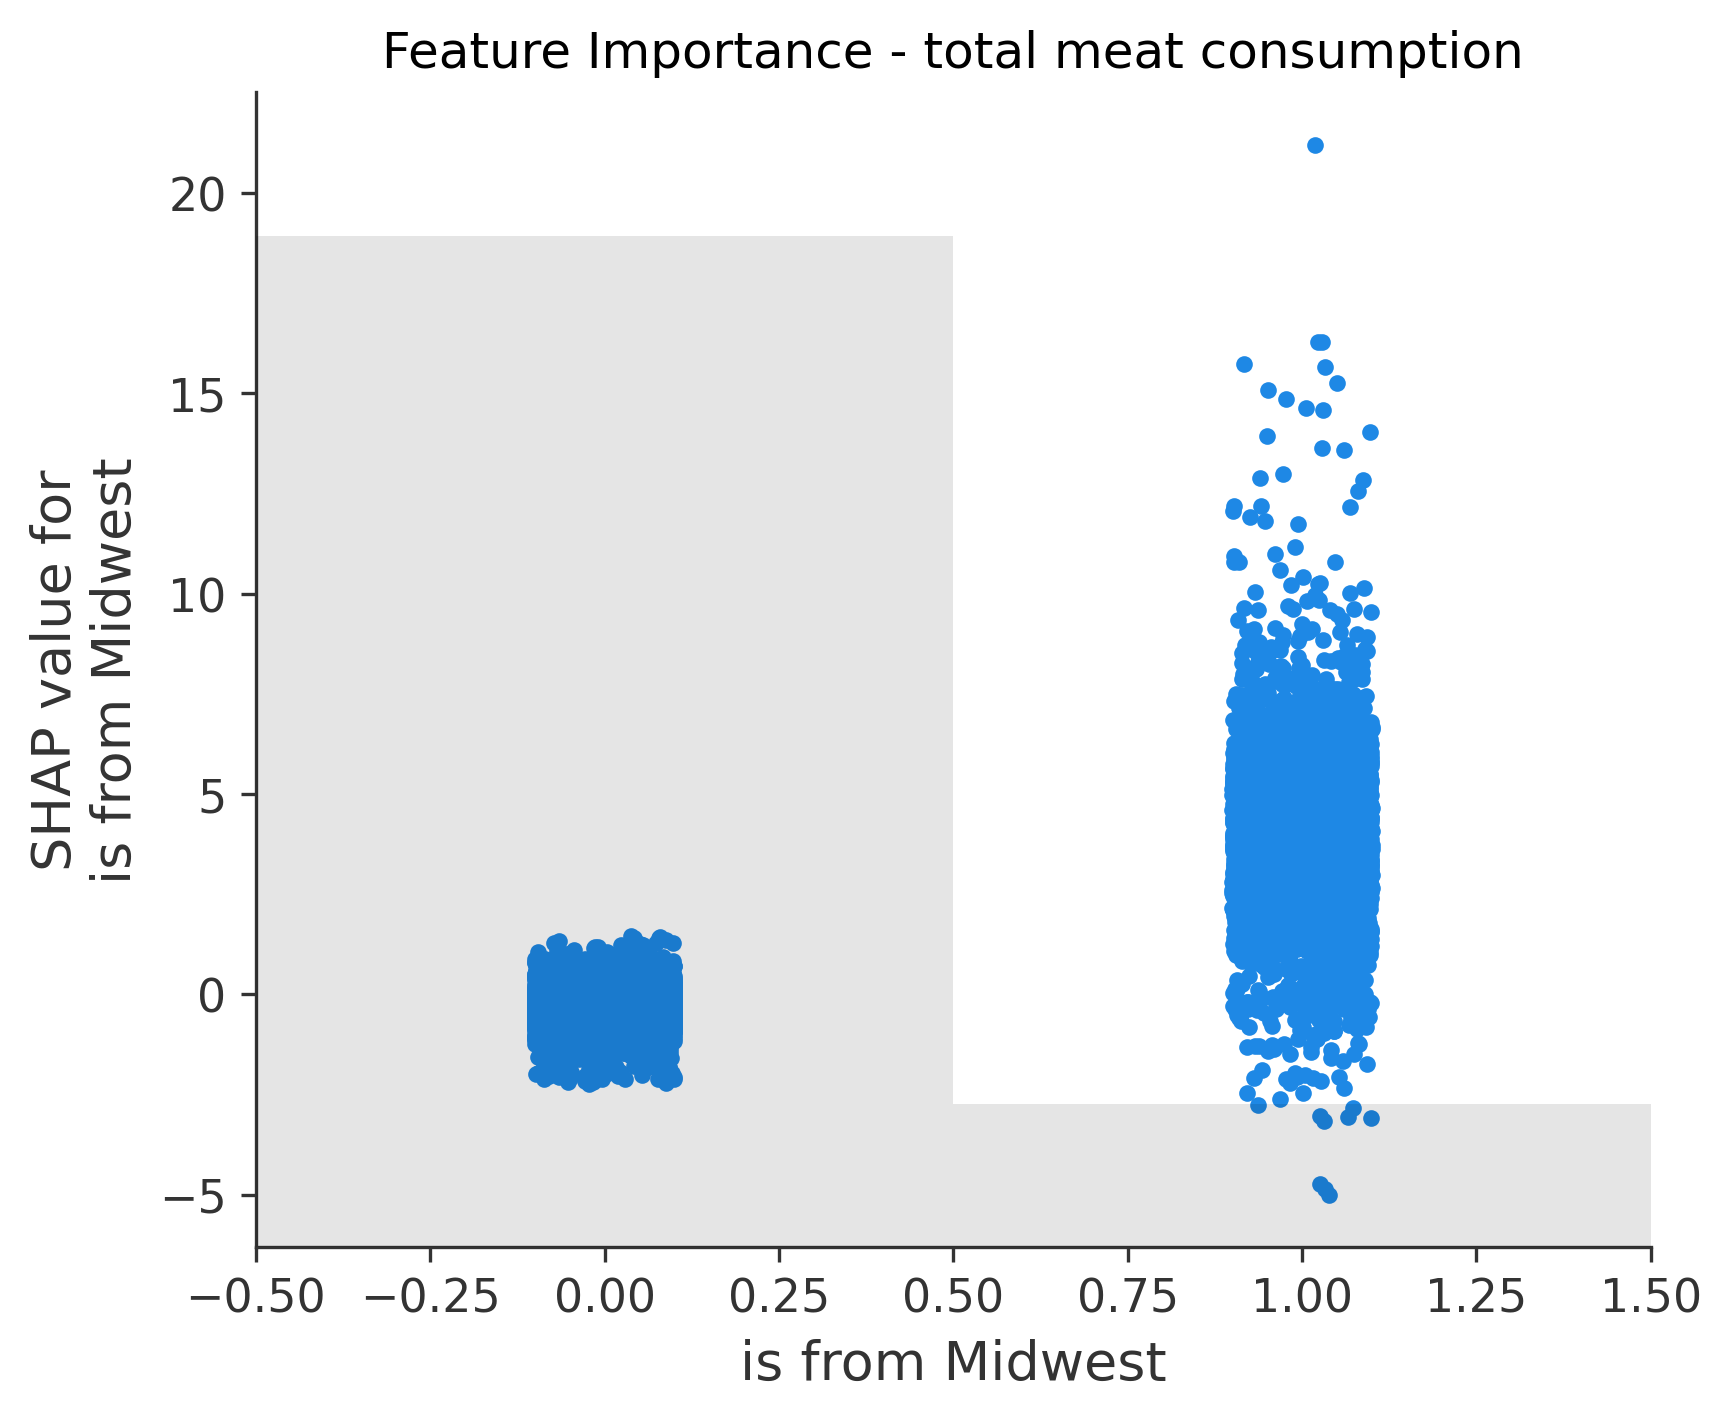 Feature Importance - total meat consumption
SHAP value for
is from Midwest
20
15
10
5
0
−5
−0.50 −0.25 0.00 0.25 0.50 0.75 1.00 1.25 1.50
is from Midwest